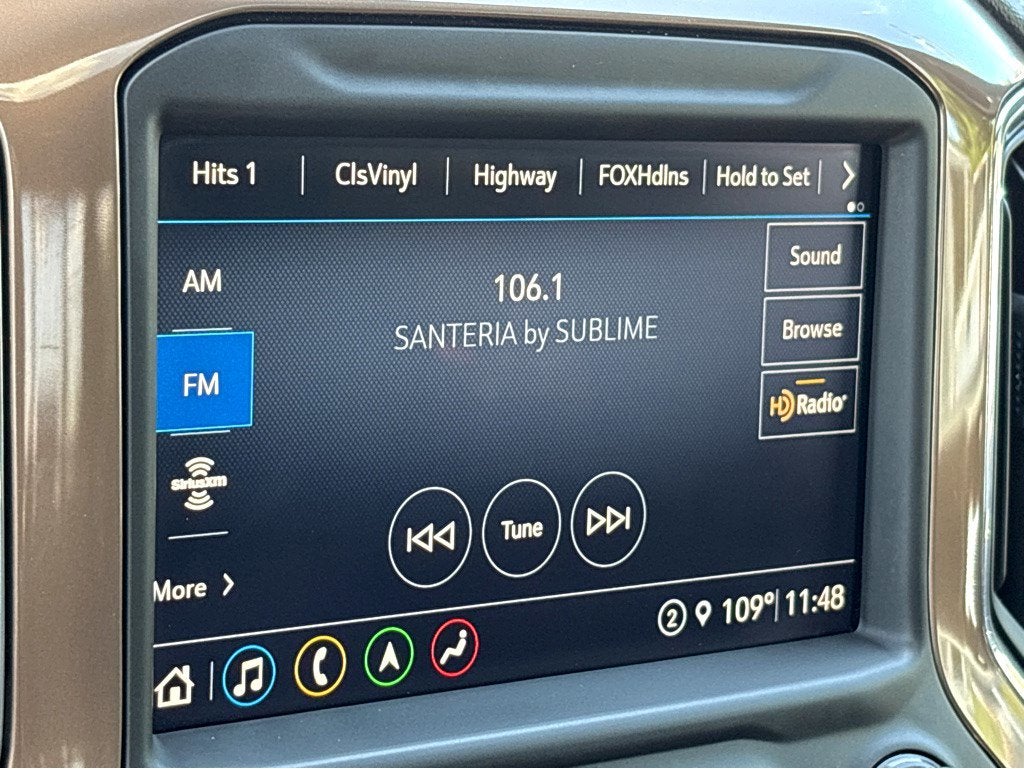 Hits 1 ClsVinyl Highway FOXHdlns Hold to Set
AM
FM
SiriusXM
More
106.1
SANTERIA by SUBLIME
Sound
Browse
HD Radio
Tune
2 109° 11:48